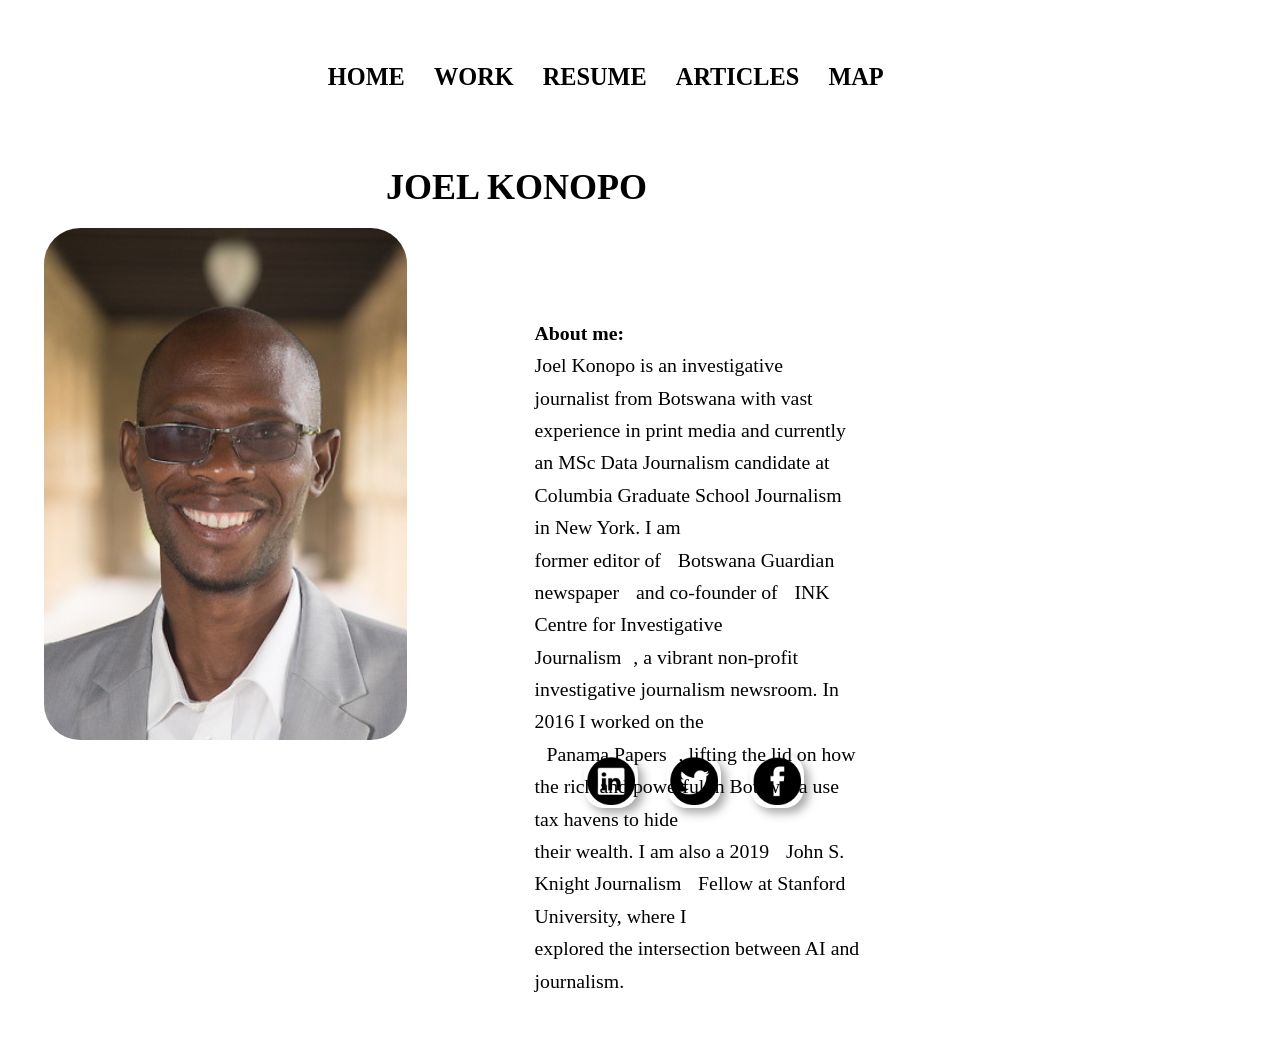 HOME WORK RESUME ARTICLES MAP
JOEL KONOPO
About me:
Joel Konopo is an investigative
journalist from Botswana with vast
experience in print media and currently
an MSc Data Journalism candidate at
Columbia Graduate School Journalism
in New York. I am
former editor of Botswana Guardian
newspaper and co-founder of INK
Centre for Investigative
Journalism , a vibrant non-profit
investigative journalism newsroom. In
2016 I worked on the
Panama Papers , lifting the lid on how
the rich and powerful in Botswana use
tax havens to hide
their wealth. I am also a 2019 John S.
Knight Journalism Fellow at Stanford
University, where I
explored the intersection between AI and
journalism.